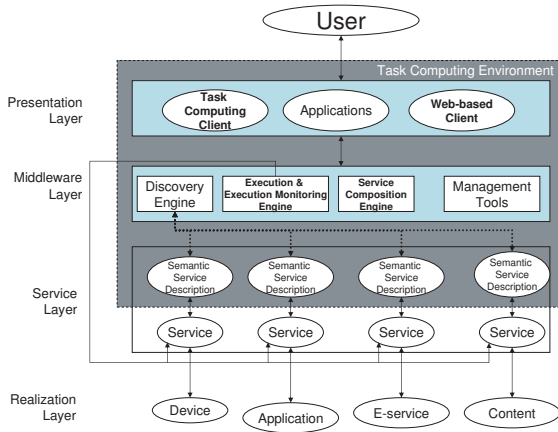 User
Task Computing Environment
Presentation
Layer
Task
Computing
Client
Applications
Web-based
Client
Middleware
Layer
Discovery
Engine
Execution &
Execution Monitoring
Engine
Service
Composition
Engine
Management
Tools
Service
Layer
Semantic
Service
Description
Semantic
Service
Description
Semantic
Service
Description
Semantic
Service
Description
Service
Service
Service
Service
Realization
Layer
Device
Application
E-service
Content